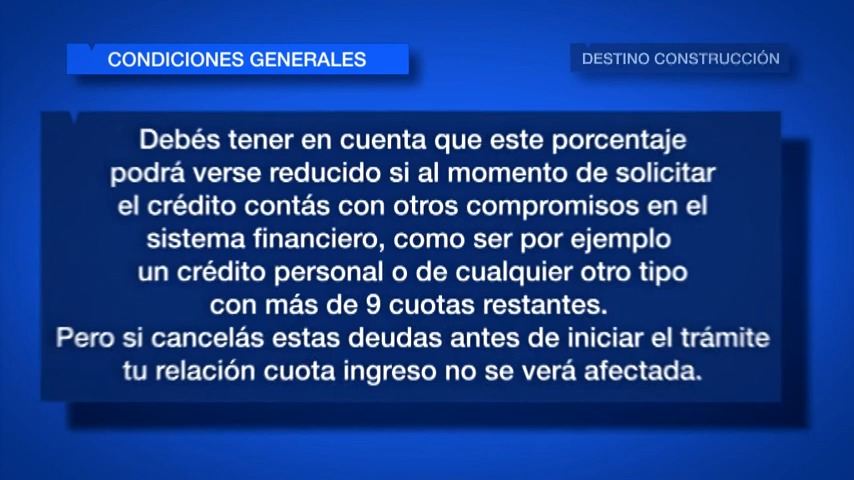 CONDICIONES GENERALES
DESTINO CONSTRUCCIÓN
Debés tener en cuenta que este porcentaje
podrá verse reducido si al momento de solicitar
el crédito contás con otros compromisos en el
sistema financiero, como ser por ejemplo
un crédito personal o de cualquier otro tipo
con más de 9 cuotas restantes.
Pero si cancelás estas deudas antes de iniciar el trámite
tu relación cuota ingreso no se verá afectada.